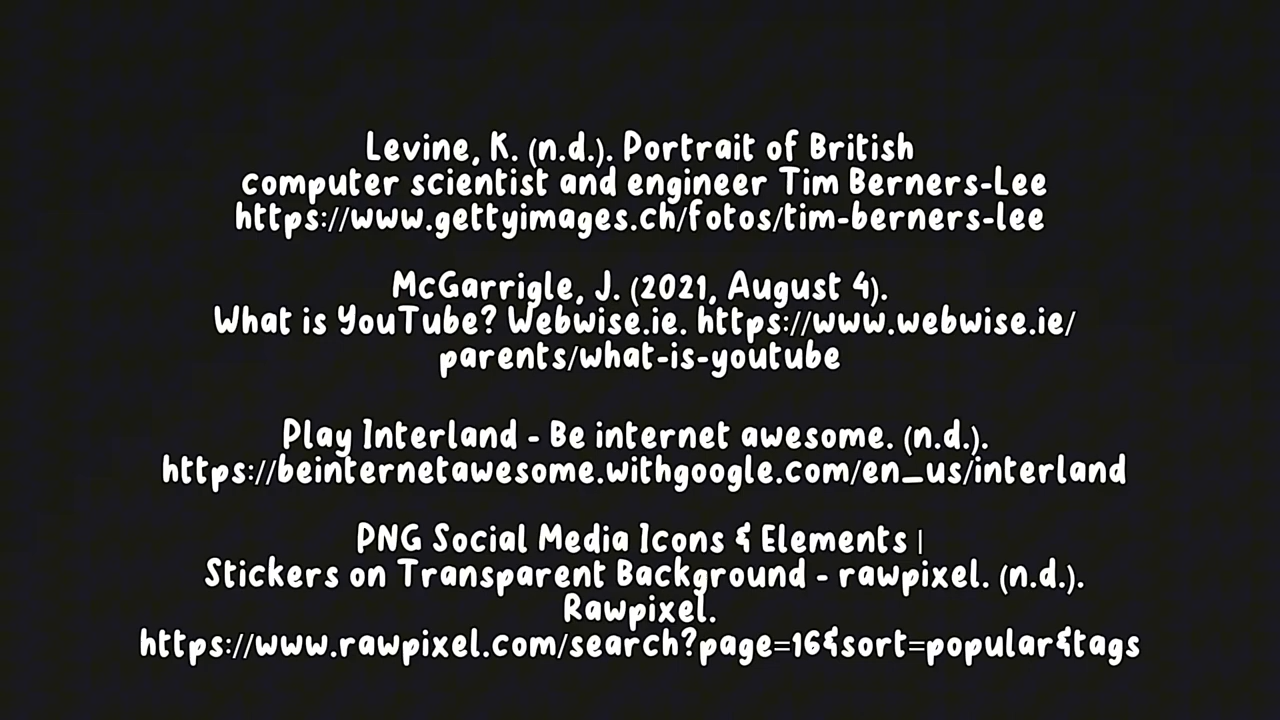 Levine, K. (n.d.). Portrait of British
computer scientist and engineer Tim Berners-Lee
https://www.gettyimages.ch/fotos/tim-berners-lee
McGarrigle, J. (2021, August 4).
What is YouTube? Webwise.ie. https://www.webwise.ie/
parents/what-is-youtube
Play Interland - Be internet awesome. (n.d.).
https://beinternetawesome.withgoogle.com/en_us/interland
PNG Social Media Icons & Elements |
Stickers on Transparent Background - rawpixel. (n.d.).
Rawpixel.
https://www.rawpixel.com/search?page=16&sort=popular&tags